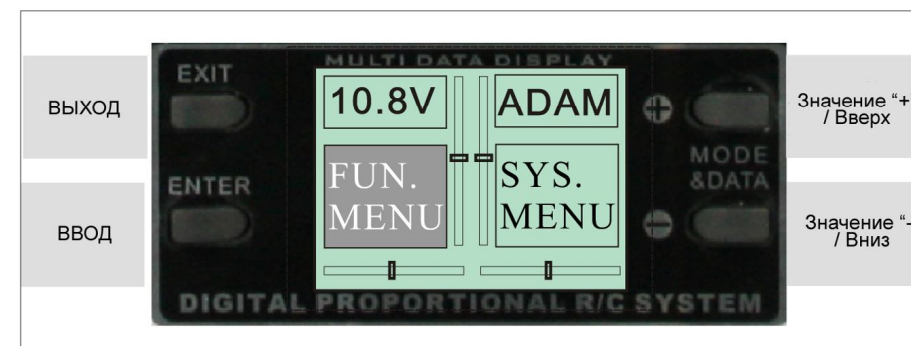 MULTI DATA DISPLAY
EXIT
ВЫХОД
10.8V
ADAM
Значение “+
/ Вверх
MODE
&DATA
ENTER
ВВОД
FUN.
MENU
SYS.
MENU
Значение “-
/ Вниз
DIGITAL PROPORTIONAL R/C SYSTEM